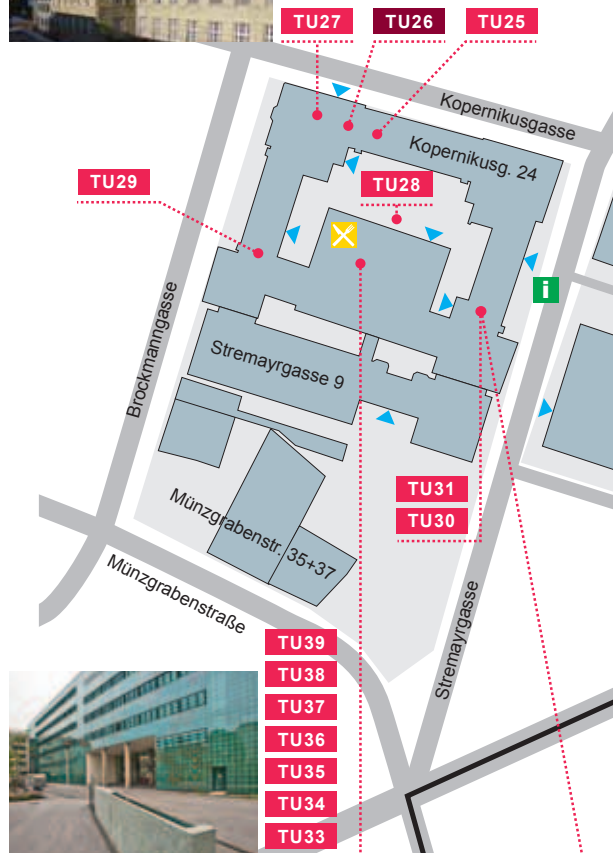 TU27
TU26
TU25
Kopernikusgasse
Kopernikusg. 24
TU29
TU28
i
Brockmanngasse
Stremayrgasse 9
TU31
TU30
Münzgrabenstr. 35+37
Münzgrabenstraße
Stremayrgasse
TU39
TU38
TU37
TU36
TU35
TU34
TU33